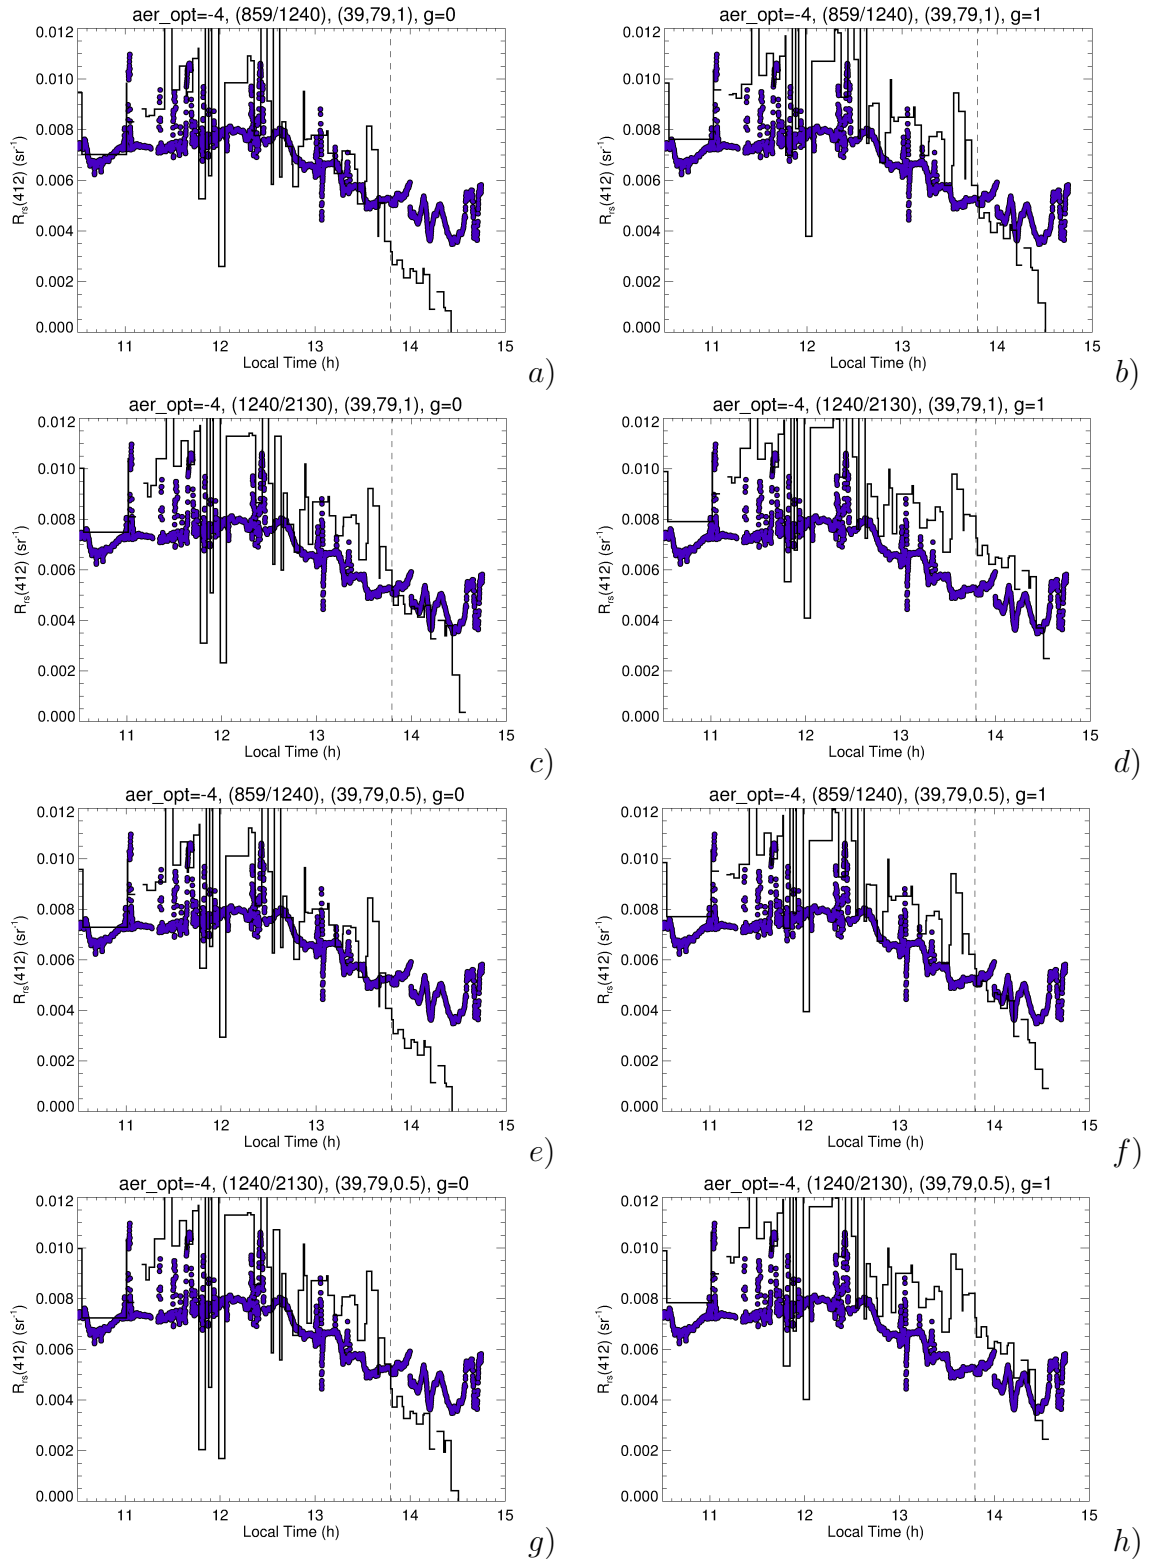 aer_opt=-4, (859/1240), (39,79,1), g=0
0.012
0.010
0.008
0.006
0.004
0.002
0.000
Rrs(412) (sr-1)
11 12 13 14 15
Local Time (h)
a)
aer_opt=-4, (859/1240), (39,79,1), g=1
0.012
0.010
0.008
0.006
0.004
0.002
0.000
Rrs(412) (sr-1)
11 12 13 14 15
Local Time (h)
b)
aer_opt=-4, (1240/2130), (39,79,1), g=0
0.012
0.010
0.008
0.006
0.004
0.002
0.000
Rrs(412) (sr-1)
11 12 13 14 15
Local Time (h)
c)
aer_opt=-4, (1240/2130), (39,79,1), g=1
0.012
0.010
0.008
0.006
0.004
0.002
0.000
Rrs(412) (sr-1)
11 12 13 14 15
Local Time (h)
d)
aer_opt=-4, (859/1240), (39,79,0.5), g=0
0.012
0.010
0.008
0.006
0.004
0.002
0.000
Rrs(412) (sr-1)
11 12 13 14 15
Local Time (h)
e)
aer_opt=-4, (859/1240), (39,79,0.5), g=1
0.012
0.010
0.008
0.006
0.004
0.002
0.000
Rrs(412) (sr-1)
11 12 13 14 15
Local Time (h)
f)
aer_opt=-4, (1240/2130), (39,79,0.5), g=0
0.012
0.010
0.008
0.006
0.004
0.002
0.000
Rrs(412) (sr-1)
11 12 13 14 15
Local Time (h)
g)
aer_opt=-4, (1240/2130), (39,79,0.5), g=1
0.012
0.010
0.008
0.006
0.004
0.002
0.000
Rrs(412) (sr-1)
11 12 13 14 15
Local Time (h)
h)